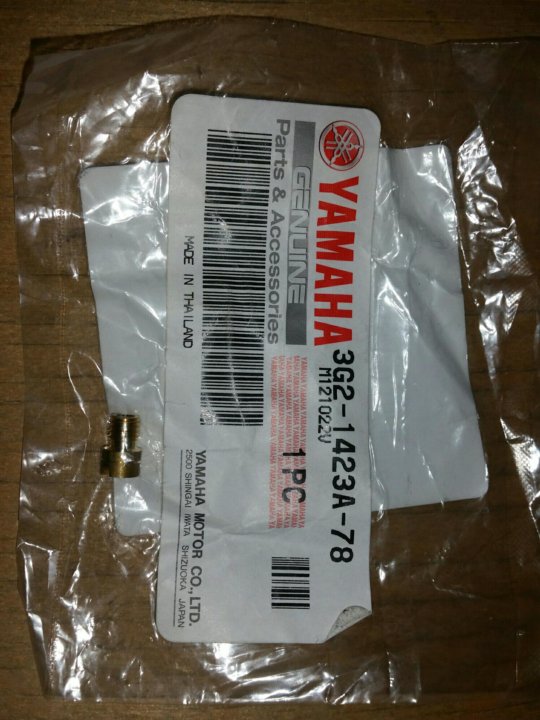 YAMAHA
GENUINE
Parts & Accessories
3G2-1423A-78
M121022V
1 PC
MADE IN THAILAND
YAMAHA MOTOR CO., LTD.
2500 SHINGAI IWATA SHIZUOKA JAPAN